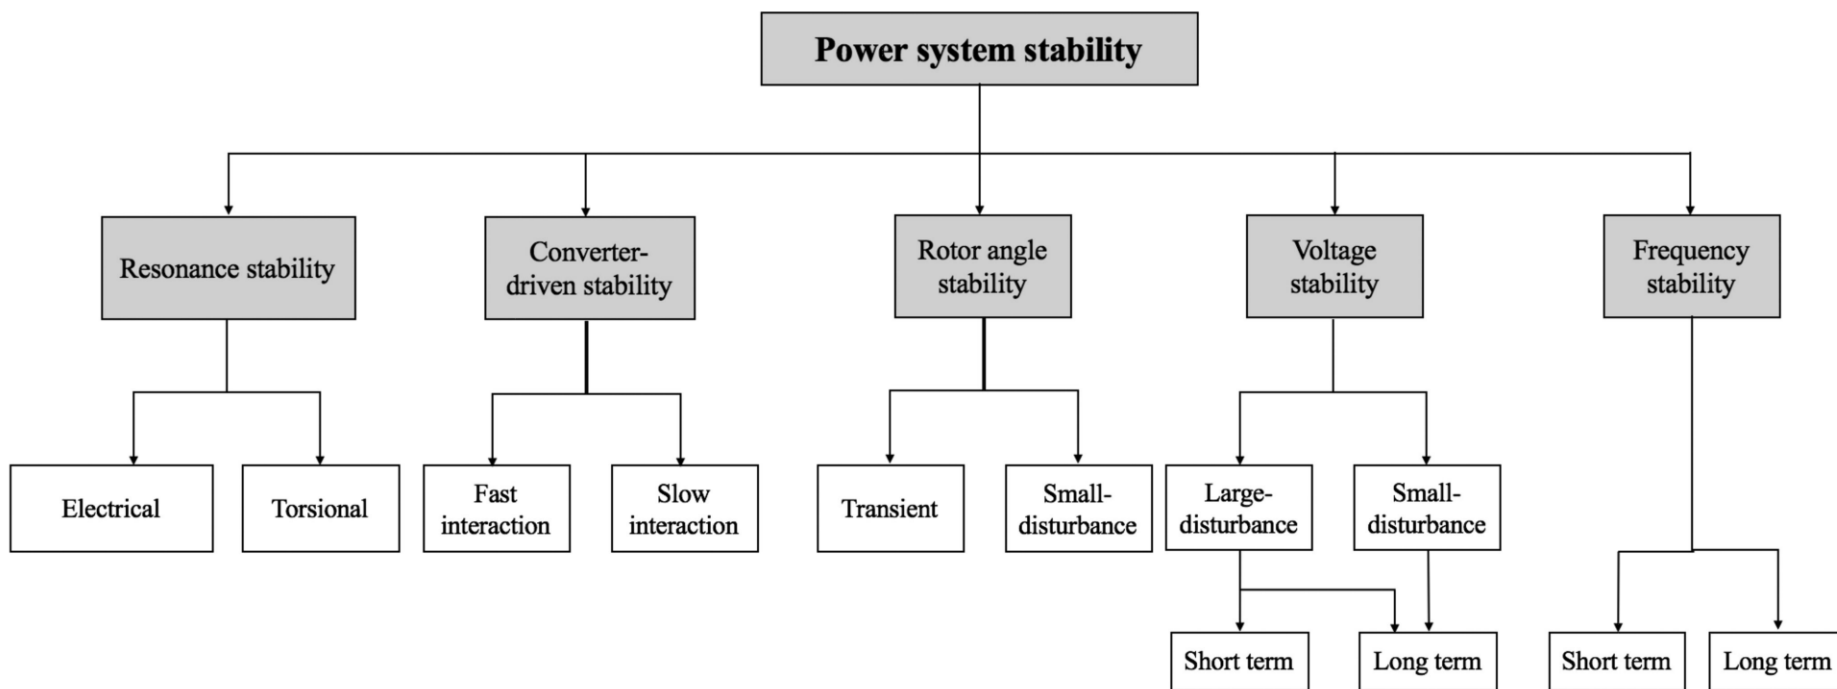 Power system stability
Resonance stability
Converter-
driven stability
Rotor angle
stability
Voltage
stability
Frequency
stability
Electrical
Torsional
Fast
interaction
Slow
interaction
Transient
Small-
disturbance
Large-
disturbance
Small-
disturbance
Short term
Long term
Short term
Long term